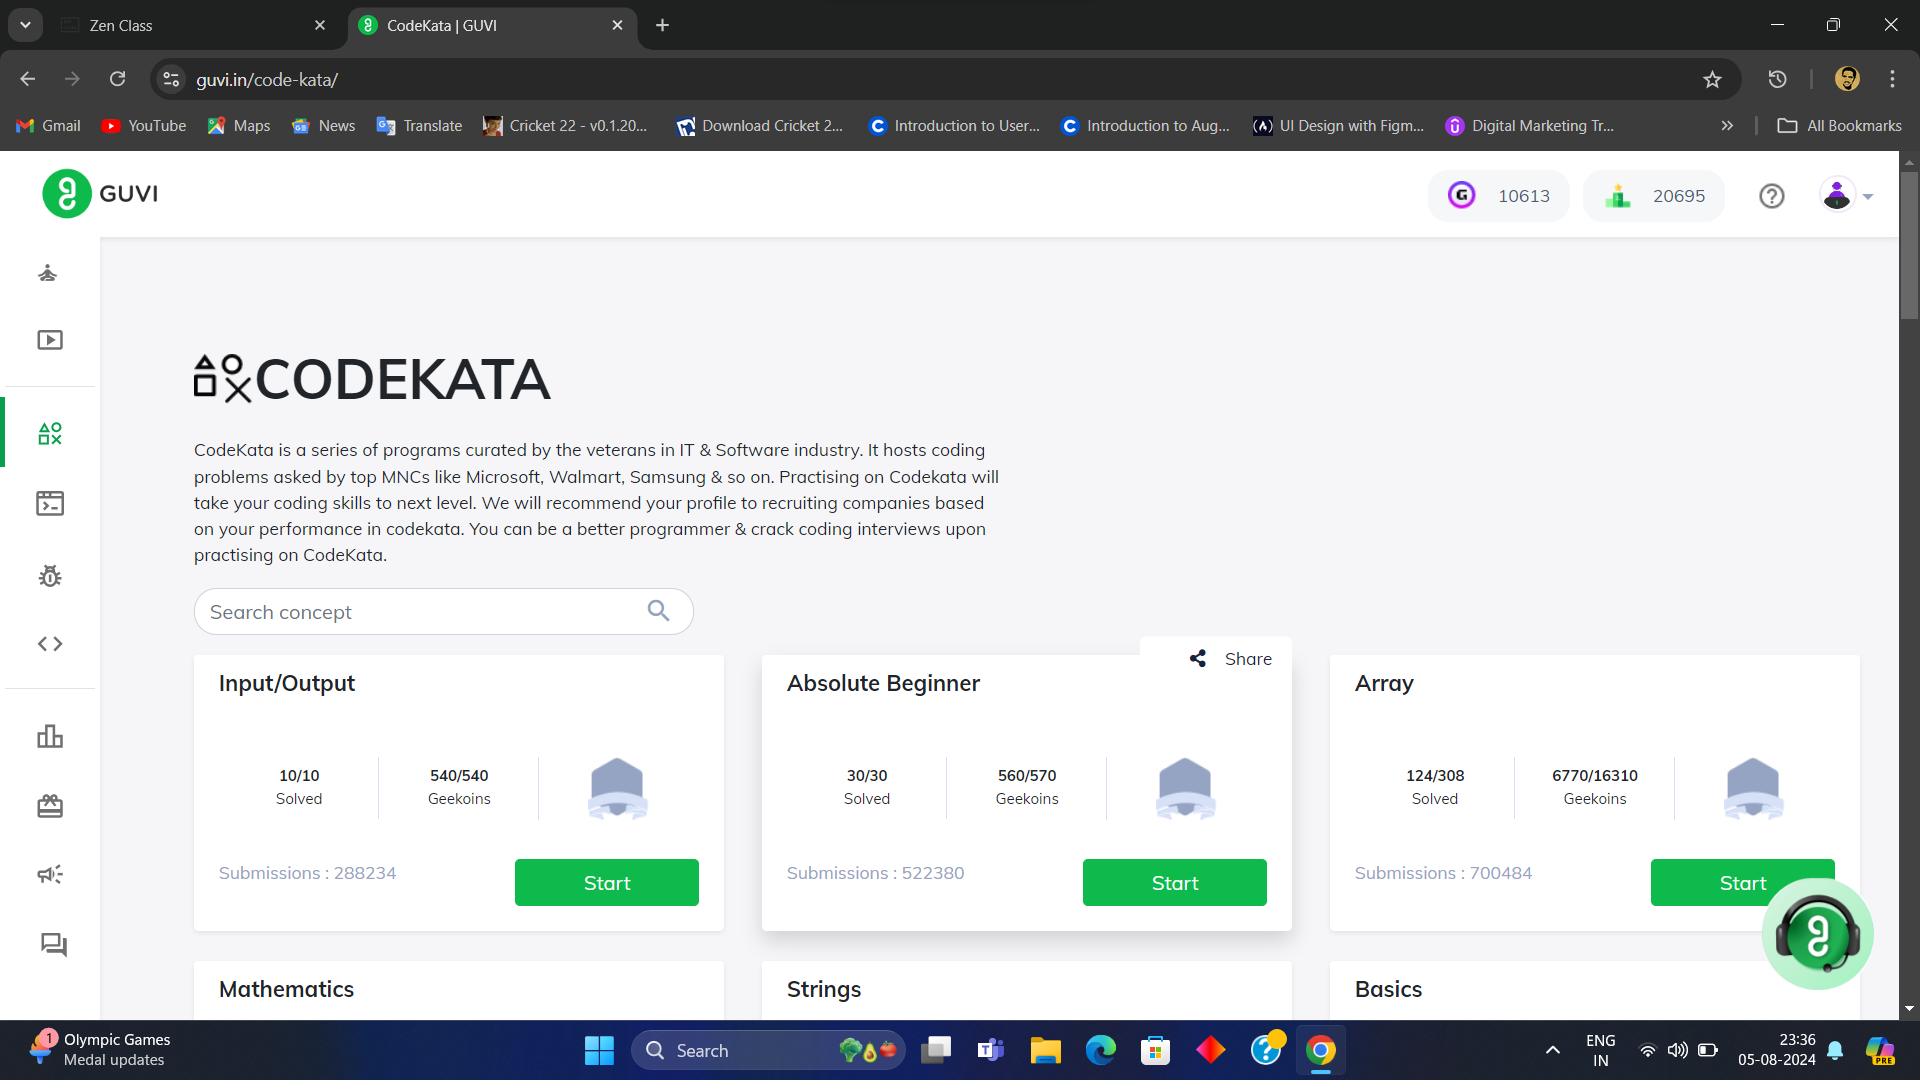 Zen Class
CodeKata | GUVI
guvi.in/code-kata/
Gmail
YouTube
Maps
News
Translate
Cricket 22 - v0.1.20...
Download Cricket 2...
Introduction to User...
Introduction to Aug...
UI Design with Figm...
Digital Marketing Tr...
All Bookmarks
GUVI
10613
20695
CODEKATA
CodeKata is a series of programs curated by the veterans in IT & Software industry. It hosts coding
problems asked by top MNCs like Microsoft, Walmart, Samsung & so on. Practising on Codekata will
take your coding skills to next level. We will recommend your profile to recruiting companies based
on your performance in codekata. You can be a better programmer & crack coding interviews upon
practising on CodeKata.
Search concept
Input/Output
10/10
Solved
540/540
Geekoins
Submissions : 288234
Start
Share
Absolute Beginner
30/30
Solved
560/570
Geekoins
Submissions : 522380
Start
Array
124/308
Solved
6770/16310
Geekoins
Submissions : 700484
Start
Mathematics
Strings
Basics
1
Olympic Games
Medal updates
Search
ENG
IN
23:36
05-08-2024
PRE